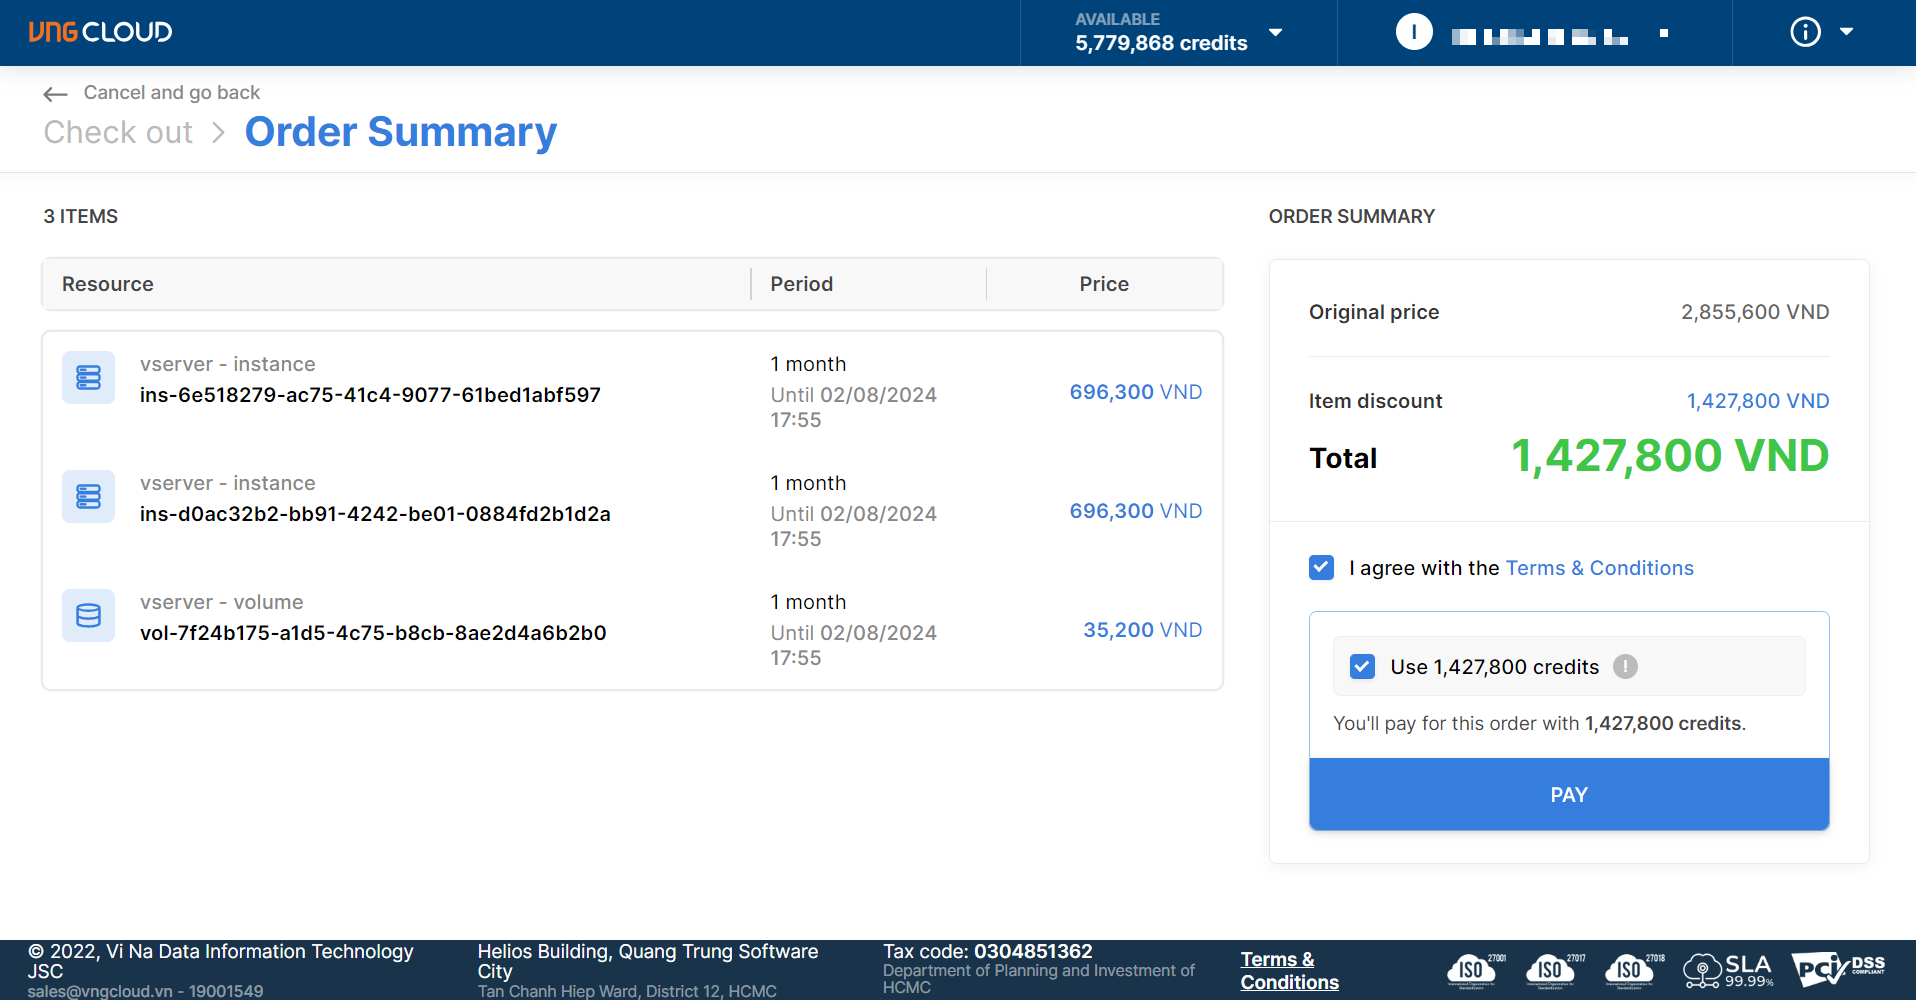 VNG CLOUD
AVAILABLE
5,779,868 credits
I
Cancel and go back
Check out > Order Summary
3 ITEMS
Resource Period Price
vserver - instance
ins-6e518279-ac75-41c4-9077-61bed1abf597
1 month
Until 02/08/2024
17:55
696,300 VND
vserver - instance
ins-d0ac32b2-bb91-4242-be01-0884fd2b1d2a
1 month
Until 02/08/2024
17:55
696,300 VND
vserver - volume
vol-7f24b175-a1d5-4c75-b8cb-8ae2d4a6b2b0
1 month
Until 02/08/2024
17:55
35,200 VND
ORDER SUMMARY
Original price 2,855,600 VND
Item discount 1,427,800 VND
Total 1,427,800 VND
I agree with the Terms & Conditions
Use 1,427,800 credits
You'll pay for this order with 1,427,800 credits.
PAY
© 2022, Vi Na Data Information Technology
JSC
sales@vngcloud.vn - 19001549
Helios Building, Quang Trung Software
City
Tan Chanh Hiep Ward, District 12, HCMC
Tax code: 0304851362
Department of Planning and Investment of
HCMC
Terms &
Conditions
ISO 27001
ISO 27017
ISO 27018
SLA
99.99%
PCI DSS
COMPLIANT